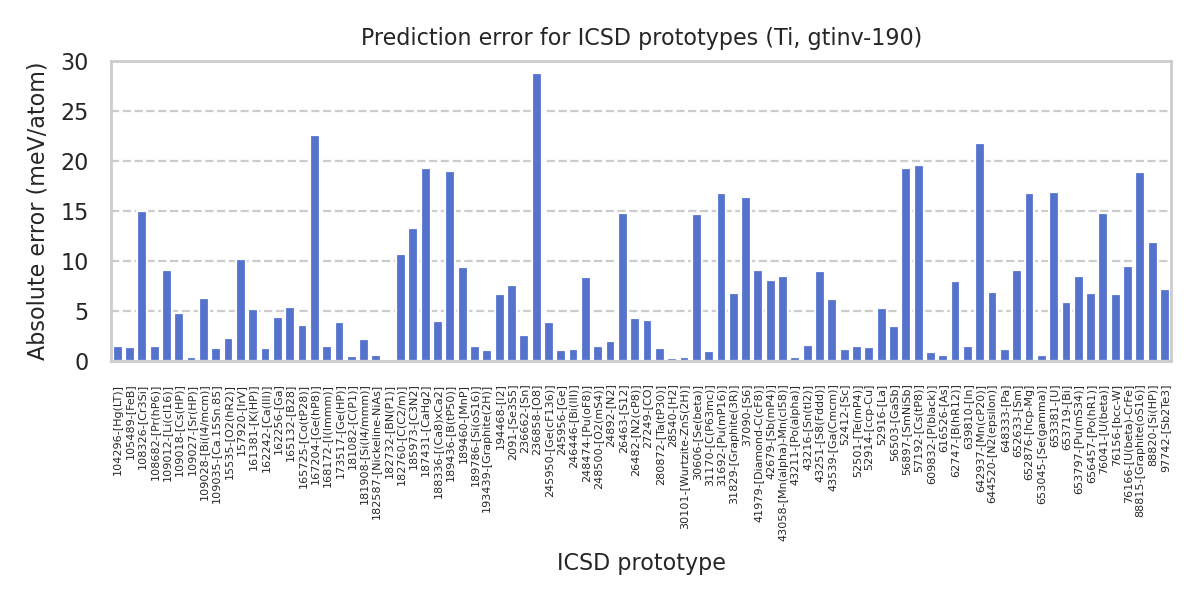 Prediction error for ICSD prototypes (Ti, gtinv-190)
Absolute error (meV/atom)
30
25
20
15
10
5
0
104296-[Hg(LT)]
105489-[FeB]
108326-[Cr3Si]
108682-[Pr(hP6)]
109012-[Li(cI16)]
109018-[Cs(HP)]
109027-[Sr(HP)]
109028-[Bi(I4/mcm)]
109035-[Ca.15Sn.85]
15535-[O2(hR2)]
157920-[IrV]
161381-[K(HP)]
162242-[Ga(III)]
162256-[Ga]
165132-[B28]
165725-[Co(tP28)]
167204-[Ge(hP8)]
168172-[I(Immm)]
173517-[Ge(HP)]
181082-[C(P1)]
181908-[Si(I4/mmm)]
182587-[Nickeline-NiAs]
182732-[BN(P1)]
182760-[C(C2/m)]
185973-[C3N2]
187431-[CaHg2]
188336-[(Ca8)xCa2]
189436-[B(tP50)]
189460-[MnP]
189786-[Si(oS16)]
193439-[Graphite(2H)]
194468-[I2]
2091-[Se3S5]
236662-[Sn]
236858-[O8]
245950-[Ge(cF136)]
245956-[Ge]
246446-[Bi(III)]
248474-[Pu(oF8)]
248500-[O2(mS4)]
24892-[N2]
26463-[S12]
26482-[N2(cP8)]
27249-[CO]
280872-[Ta(tP30)]
28540-[H2]
30101-[Wurtzite-ZnS(2H)]
30606-[Se(beta)]
31170-[C(P63mc)]
31692-[Pu(mP16)]
31829-[Graphite(3R)]
37090-[S6]
41979-[Diamond-C(cF8)]
42679-[Sb(mP4)]
43058-[Mn(alpha)-Mn(cI58)]
43211-[Po(alpha)]
43216-[Sn(tI2)]
43251-[S8(Fddd)]
43539-[Ga(Cmcm)]
52412-[Sc]
52501-[Te(mP4)]
52914-[ccp-Cu]
52916-[La]
56503-[GaSb]
56897-[SmNiSb]
57192-[Cs(tP8)]
609832-[P(black)]
616526-[As]
62747-[B(hR12)]
639810-[In]
642937-[Mn(cP20)]
644520-[N2(epsilon)]
648333-[Pa]
652633-[Sm]
652876-[hcp-Mg]
653045-[Se(gamma)]
653381-[U]
653719-[Bi]
653797-[Pu(mS34)]
656457-[Po(hR1)]
76041-[U(beta)]
76156-[bcc-W]
76166-[U(beta)-CrFe]
88815-[Graphite(oS16)]
88820-[Si(HP)]
97742-[Sb2Te3]
ICSD prototype